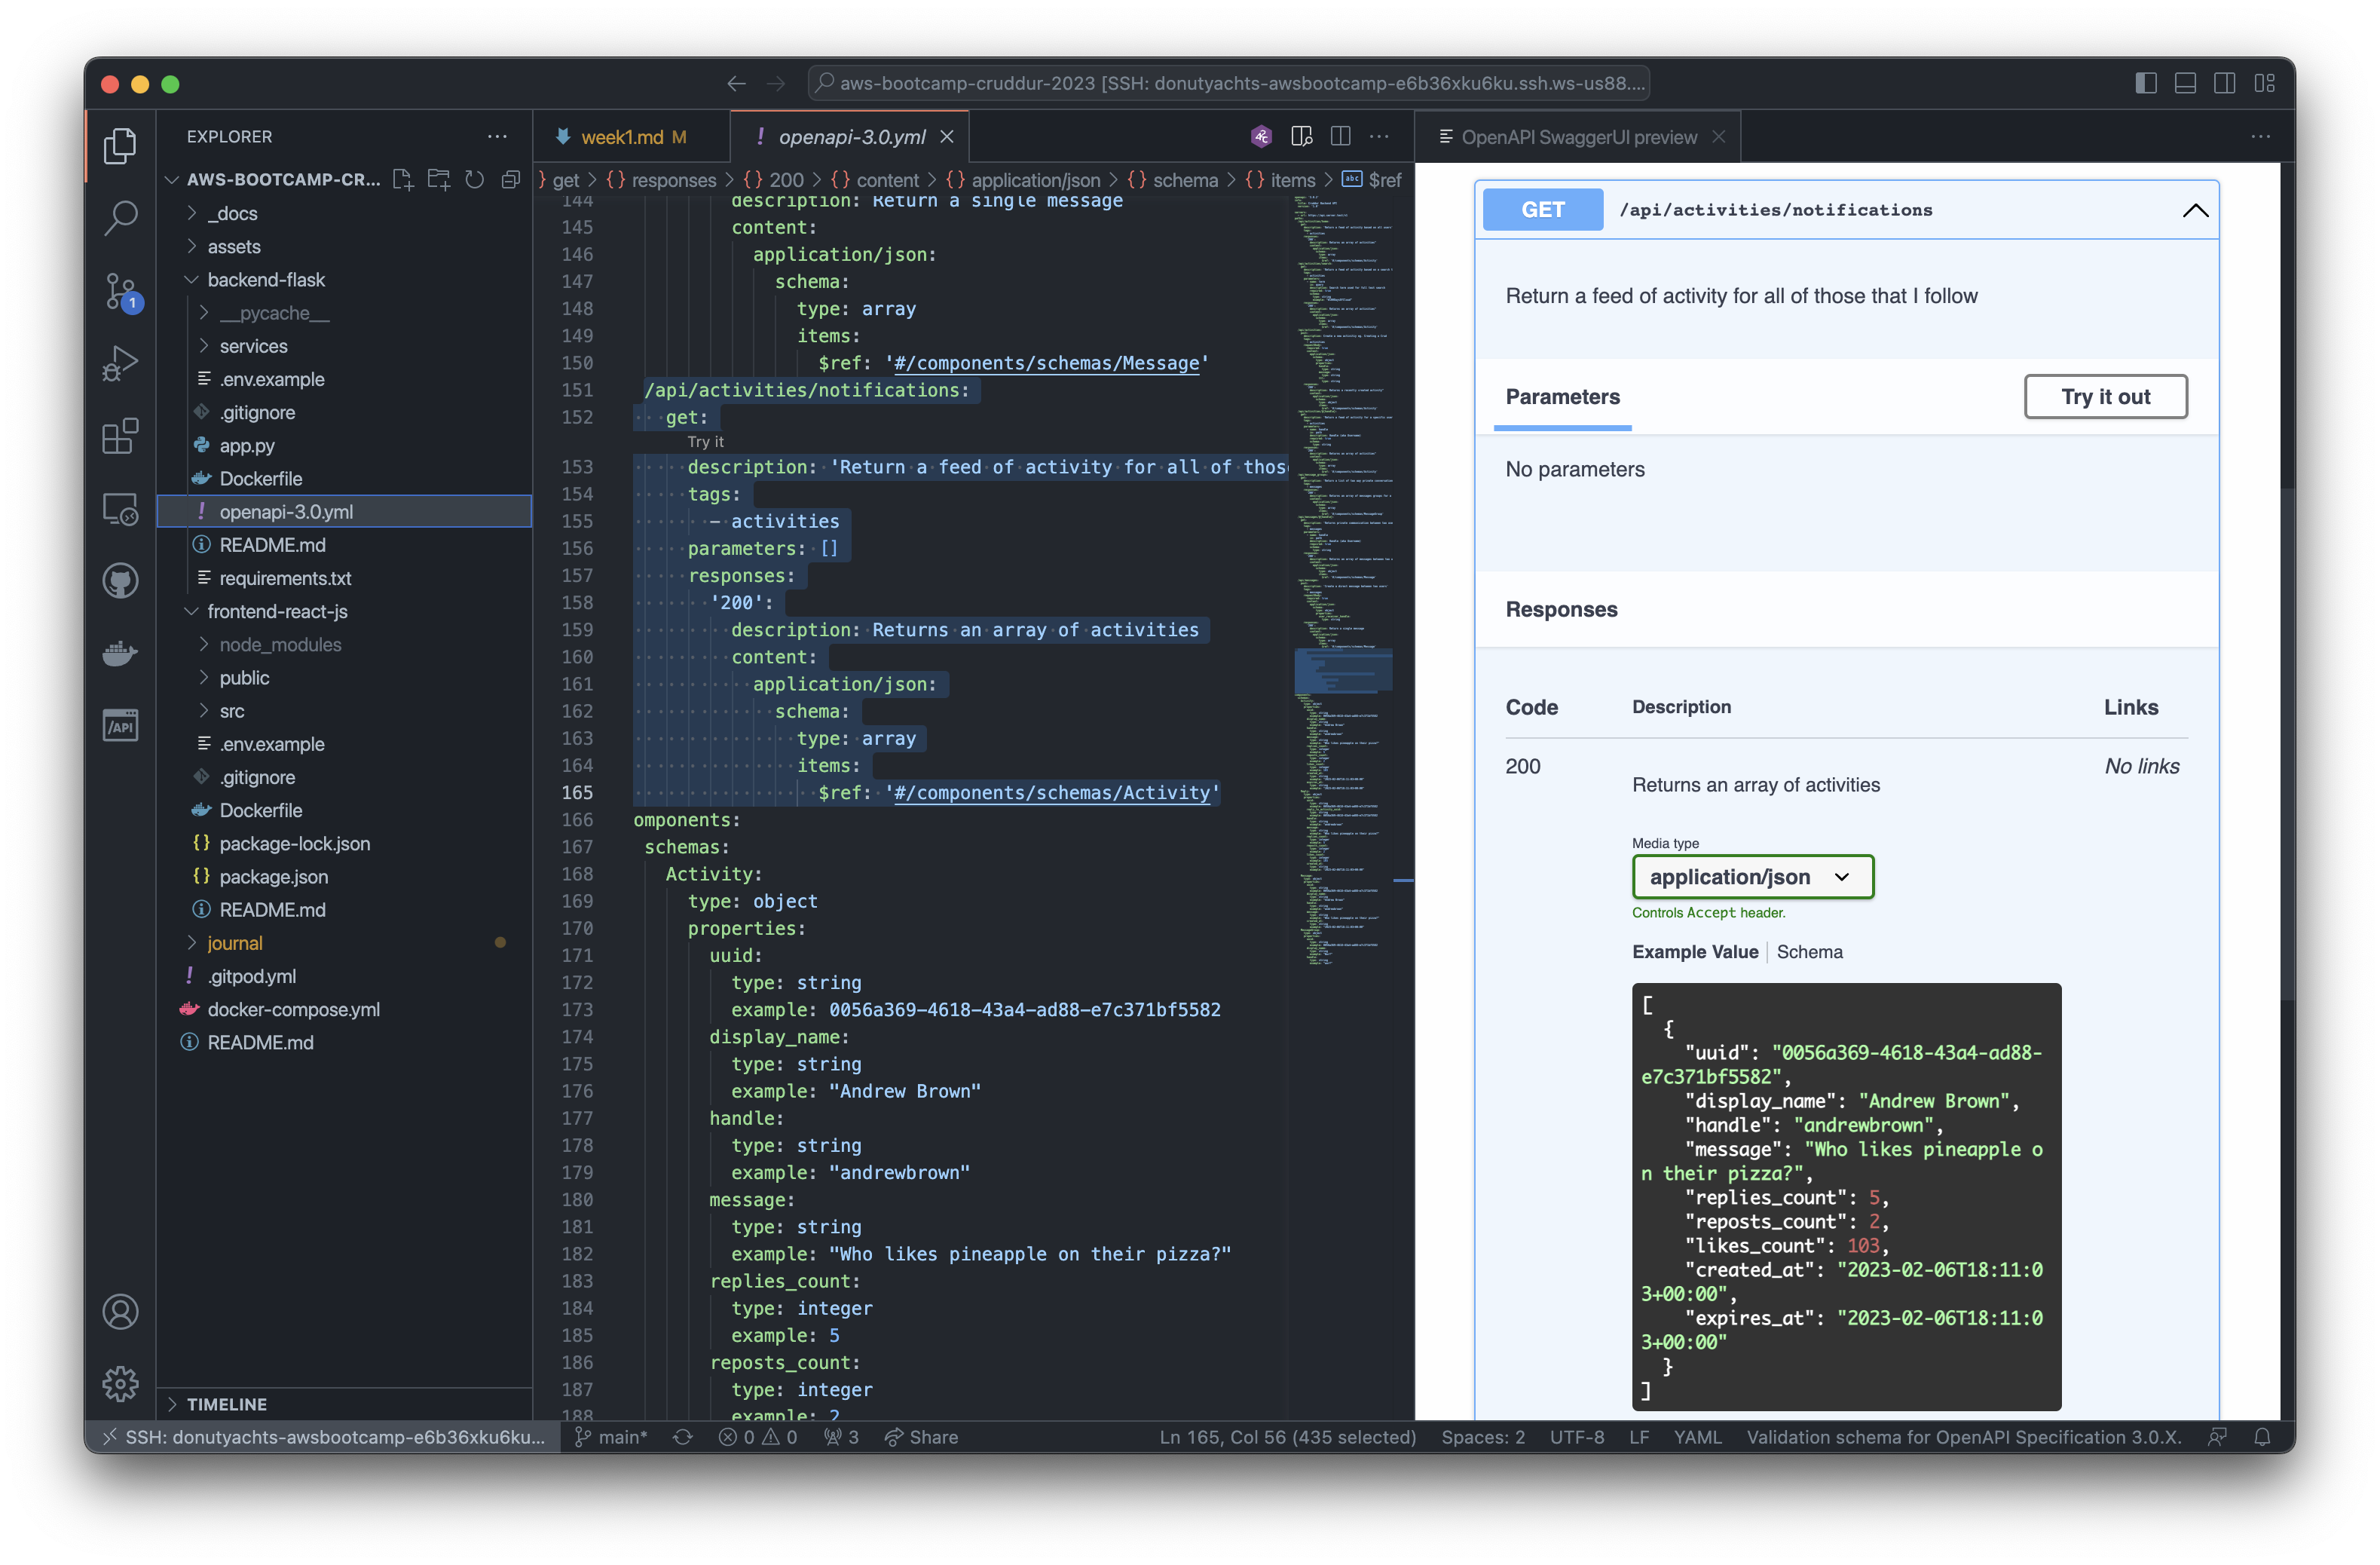 aws-bootcamp-cruddur-2023 [SSH: donutyachts-awsbootcamp-e6b36xku6ku.ssh.ws-us88....
EXPLORER
AWS-BOOTCAMP-CR...
_docs
assets
backend-flask
__pycache__
services
.env.example
.gitignore
app.py
Dockerfile
openapi-3.0.yml
README.md
requirements.txt
frontend-react-js
node_modules
public
src
.env.example
.gitignore
Dockerfile
package-lock.json
package.json
README.md
journal
.gitpod.yml
docker-compose.yml
README.md
TIMELINE
1
/API
week1.md M
openapi-3.0.yml
} get > {} responses > {} 200 > {} content > {} application/json > {} schema > {} items > abc $ref
144 description: Return a single message
145 content:
146 application/json:
147 schema:
148 type: array
149 items:
150 $ref: '#/components/schemas/Message'
151 /api/activities/notifications:
152 get:
Try it
153 description: 'Return a feed of activity for all of thos
154 tags:
155 - activities
156 parameters: []
157 responses:
158 '200':
159 description: Returns an array of activities
160 content:
161 application/json:
162 schema:
163 type: array
164 items:
165 $ref: '#/components/schemas/Activity'
166 omponents:
167 schemas:
168 Activity:
169 type: object
170 properties:
171 uuid:
172 type: string
173 example: 0056a369-4618-43a4-ad88-e7c371bf5582
174 display_name:
175 type: string
176 example: "Andrew Brown"
177 handle:
178 type: string
179 example: "andrewbrown"
180 message:
181 type: string
182 example: "Who likes pineapple on their pizza?"
183 replies_count:
184 type: integer
185 example: 5
186 reposts_count:
187 type: integer
188 example: 2
OpenAPI SwaggerUI preview
GET /api/activities/notifications
Return a feed of activity for all of those that I follow
Parameters
Try it out
No parameters
Responses
Code Description Links
200 Returns an array of activities No links
Media type
application/json
Controls Accept header.
Example Value | Schema
[
{
"uuid": "0056a369-4618-43a4-ad88-
e7c371bf5582",
"display_name": "Andrew Brown",
"handle": "andrewbrown",
"message": "Who likes pineapple o
n their pizza?",
"replies_count": 5,
"reposts_count": 2,
"likes_count": 103,
"created_at": "2023-02-06T18:11:0
3+00:00",
"expires_at": "2023-02-06T18:11:0
3+00:00"
}
]
SSH: donutyachts-awsbootcamp-e6b36xku6ku... main* 0 0 3 Share Ln 165, Col 56 (435 selected) Spaces: 2 UTF-8 LF YAML Validation schema for OpenAPI Specification 3.0.X.